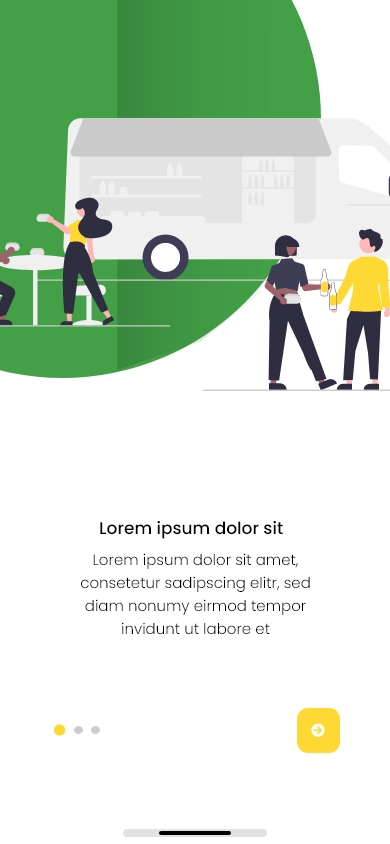 Lorem ipsum dolor sit
Lorem ipsum dolor sit amet,
consetetur sadipscing elitr, sed
diam nonumy eirmod tempor
invidunt ut labore et